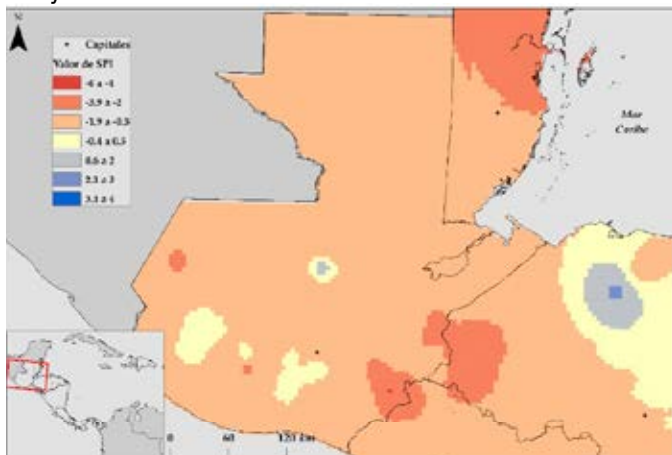 N
Capitales
Valor de SPI
-4 a -4
-3.9 a -2
-1.9 a -0.5
-0.4 a 0.5
0.6 a 2
2.1 a 3
3.1 a 4
Mar
Caribe
0 60 120 km